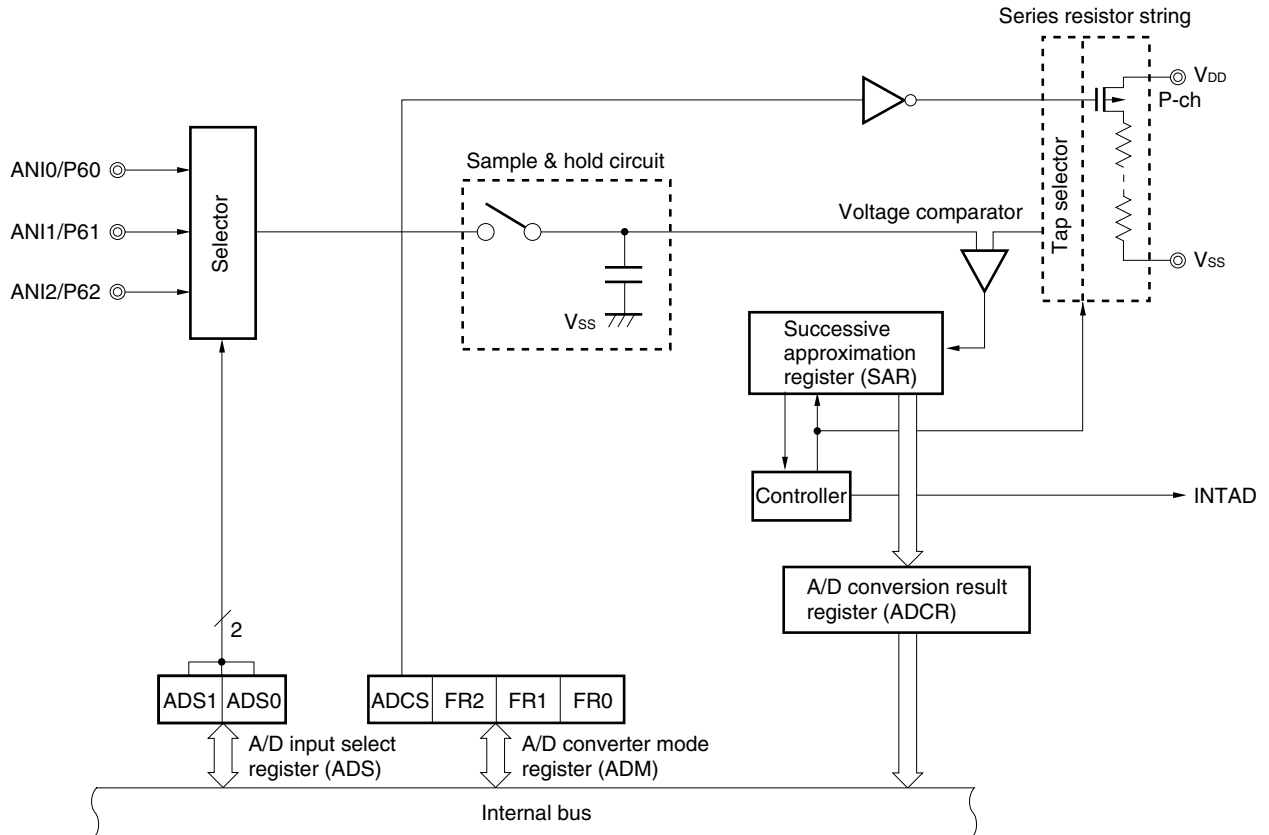 Series resistor string
VDD
P-ch
ANI0/P60
ANI1/P61
ANI2/P62
Selector
Sample & hold circuit
VSS
Voltage comparator
Tap selector
VSS
Successive
approximation
register (SAR)
Controller
INTAD
A/D conversion result
register (ADCR)
2
ADS1 ADS0
ADCS FR2 FR1 FR0
A/D input select
register (ADS)
A/D converter mode
register (ADM)
Internal bus